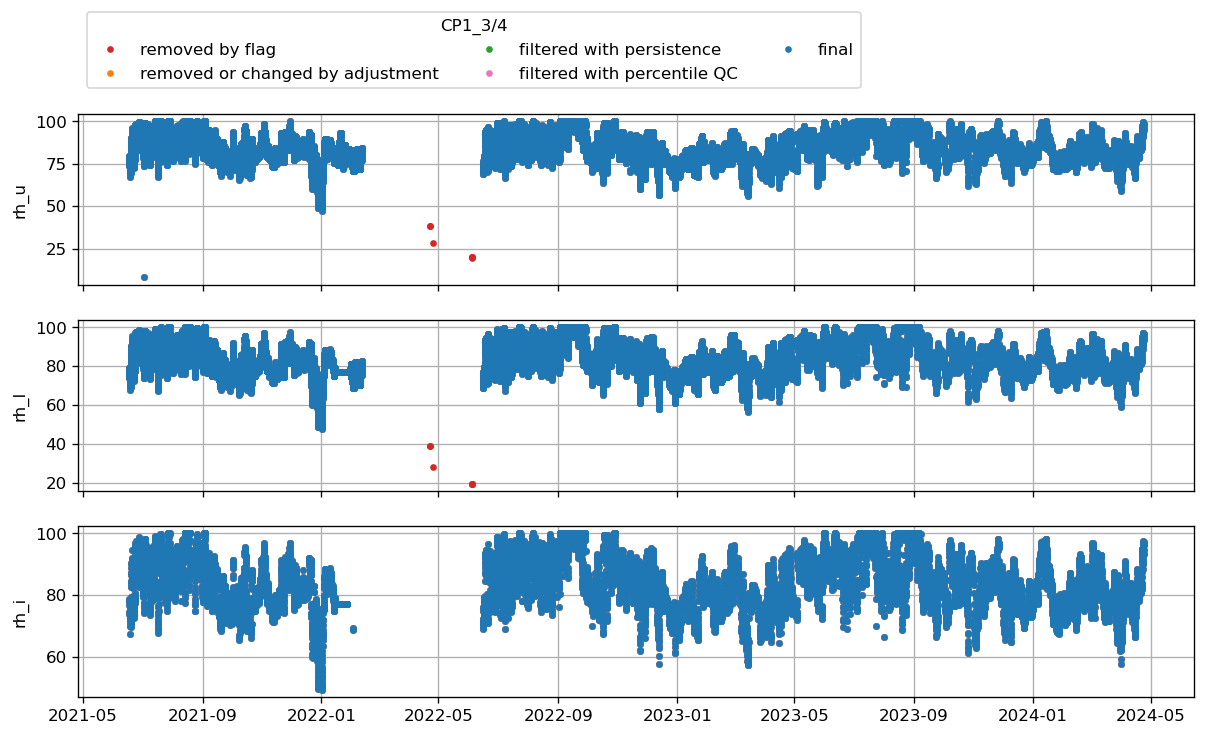 CP1_3/4
removed by flag
filtered with persistence
final
removed or changed by adjustment
filtered with percentile QC
100
75
50
25
rh_u
100
80
60
40
20
rh_l
100
80
60
rh_i
2021-05 2021-09 2022-01 2022-05 2022-09 2023-01 2023-05 2023-09 2024-01 2024-05